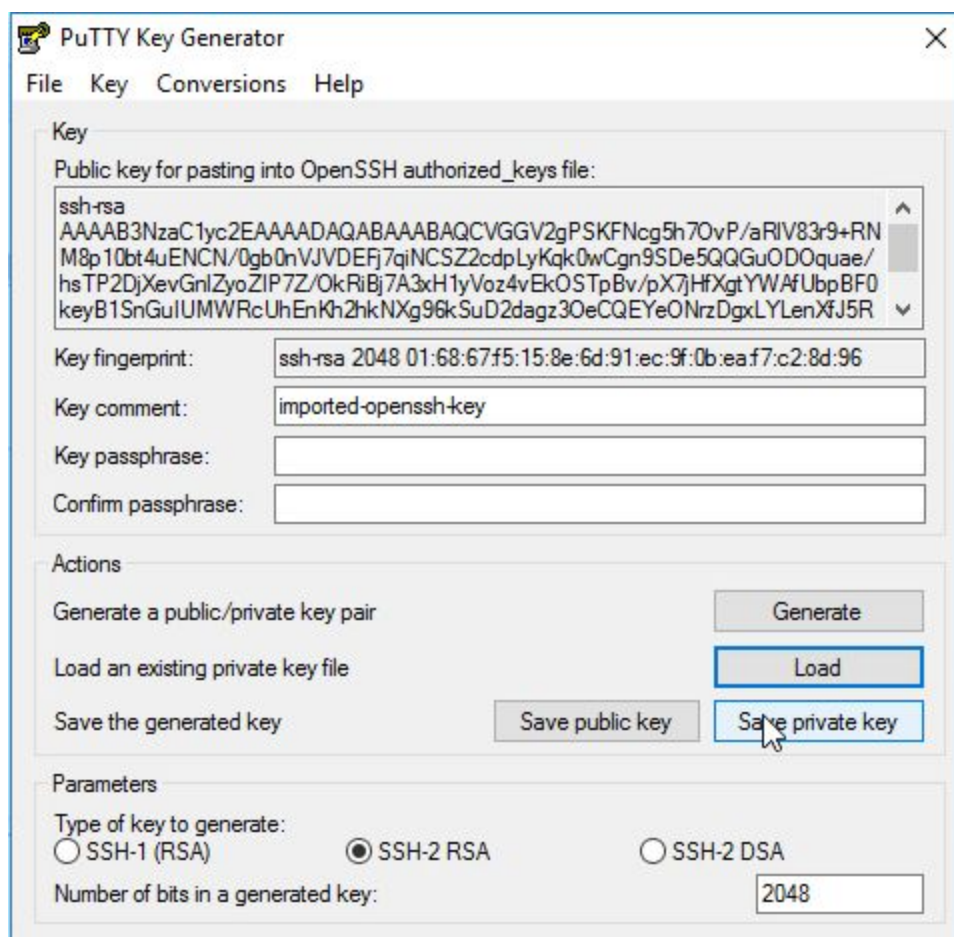 PuTTY Key Generator
File Key Conversions Help
Key
Public key for pasting into OpenSSH authorized_keys file:
ssh-rsa
AAAAB3NzaC1yc2EAAAADAQABAAABAQCVGGV2gPSKFNcg5h7OvP/aRIV83r9+RN
M8p10bt4uENCN/0gb0nVJVDEFj7qiNCSZ2cdpLyKqk0wCgn9SDe5QQGuODOquae/
hsTP2DjXevGnIZyoZIP7Z/OkRiBj7A3xH1yVoz4vEkOSTpBv/pX7jHfXgtYWAfUbpBF0
keyB1SnGuIUMWRcUhEnKh2hkNXg96kSuD2dagz3OeCQEYeONrzDgxLYLenXfJ5R
Key fingerprint: ssh-rsa 2048 01:68:67:f5:15:8e:6d:91:ec:9f:0b:ea:f7:c2:8d:96
Key comment: imported-openssh-key
Key passphrase:
Confirm passphrase:
Actions
Generate a public/private key pair Generate
Load an existing private key file Load
Save the generated key Save public key Save private key
Parameters
Type of key to generate:
SSH-1 (RSA) SSH-2 RSA SSH-2 DSA
Number of bits in a generated key: 2048